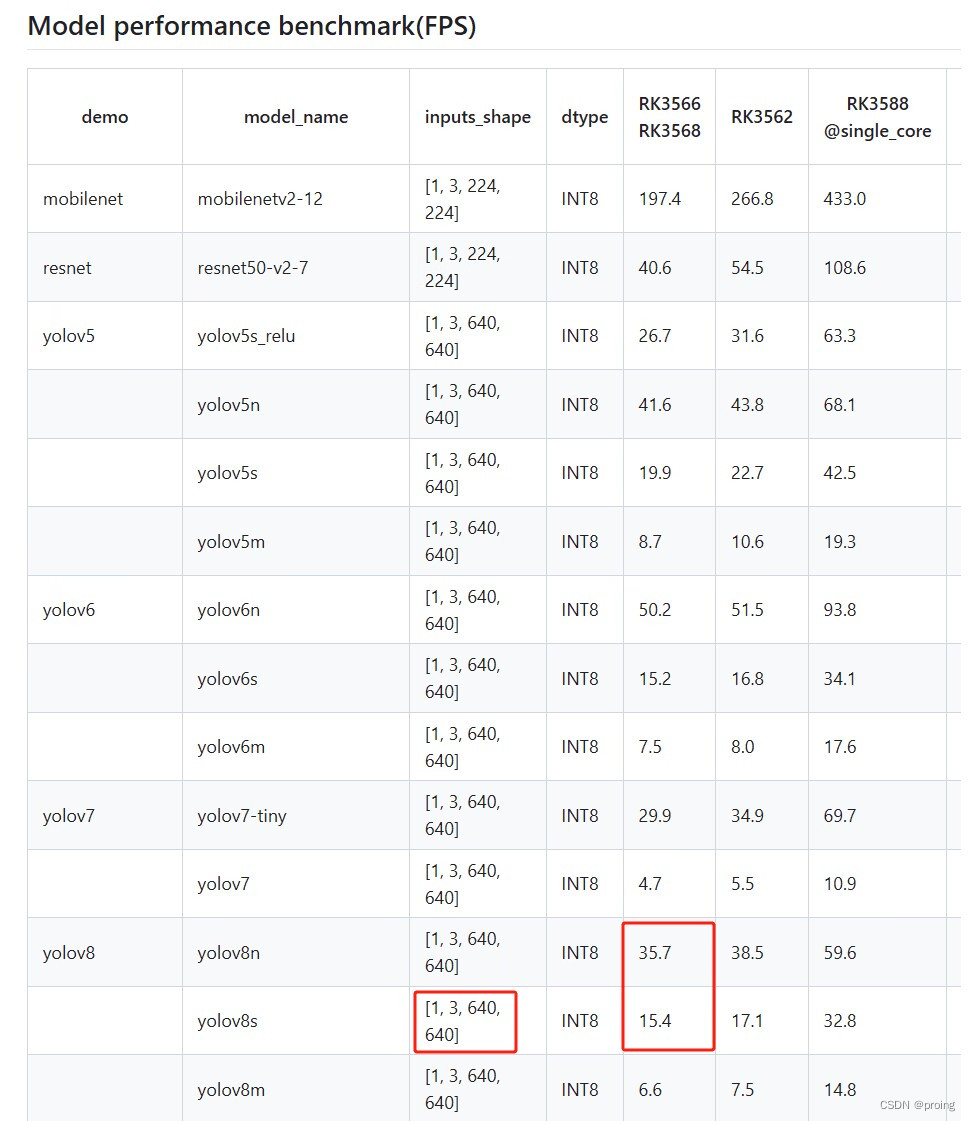 Model performance benchmark(FPS)
demo model_name inputs_shape dtype RK3566 RK3568 RK3562 RK3588 @single_core
mobilenet mobilenetv2-12 [1, 3, 224, 224] INT8 197.4 266.8 433.0
resnet resnet50-v2-7 [1, 3, 224, 224] INT8 40.6 54.5 108.6
yolov5 yolov5s_relu [1, 3, 640, 640] INT8 26.7 31.6 63.3
yolov5n [1, 3, 640, 640] INT8 41.6 43.8 68.1
yolov5s [1, 3, 640, 640] INT8 19.9 22.7 42.5
yolov5m [1, 3, 640, 640] INT8 8.7 10.6 19.3
yolov6 yolov6n [1, 3, 640, 640] INT8 50.2 51.5 93.8
yolov6s [1, 3, 640, 640] INT8 15.2 16.8 34.1
yolov6m [1, 3, 640, 640] INT8 7.5 8.0 17.6
yolov7 yolov7-tiny [1, 3, 640, 640] INT8 29.9 34.9 69.7
yolov7 [1, 3, 640, 640] INT8 4.7 5.5 10.9
yolov8 yolov8n [1, 3, 640, 640] INT8 35.7 38.5 59.6
yolov8s [1, 3, 640, 640] INT8 15.4 17.1 32.8
yolov8m [1, 3, 640, 640] INT8 6.6 7.5 14.8
CSDN @proing